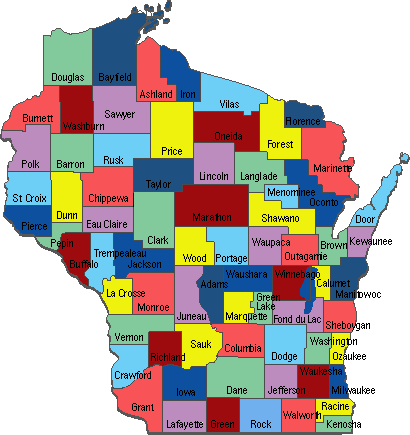 Douglas
Bayfield
Ashland
Iron
Vilas
Florence
Burnett
Washburn
Sawyer
Price
Oneida
Forest
Marinette
Polk
Barron
Rusk
Taylor
Lincoln
Langlade
Menominee
Oconto
St Croix
Dunn
Chippewa
Marathon
Shawano
Door
Pierce
Pepin
Eau Claire
Clark
Wood
Portage
Waupaca
Outagamie
Brown
Kewaunee
Buffalo
Trempealeau
Jackson
Adams
Waushara
Winnebago
Calumet
Manitowoc
La Crosse
Monroe
Juneau
Marquette
Green
Lake
Fond du Lac
Sheboygan
Vernon
Richland
Sauk
Columbia
Dodge
Washington
Ozaukee
Crawford
Iowa
Dane
Jefferson
Waukesha
Milwaukee
Grant
Lafayette
Green
Rock
Walworth
Racine
Kenosha